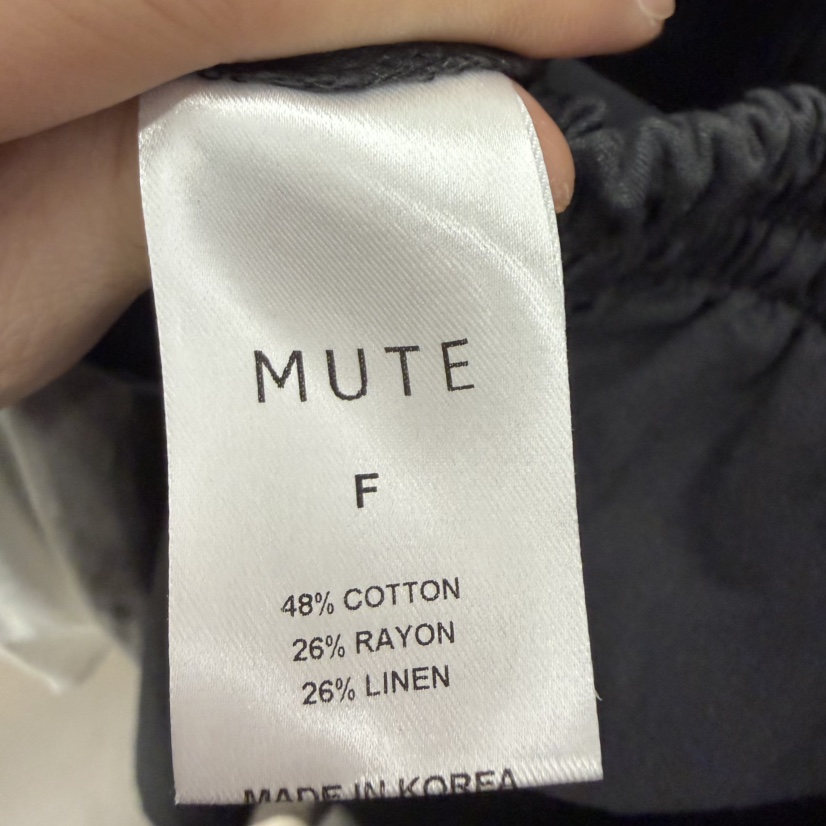 MUTE
F
48% COTTON
26% RAYON
26% LINEN
MADE IN KOREA